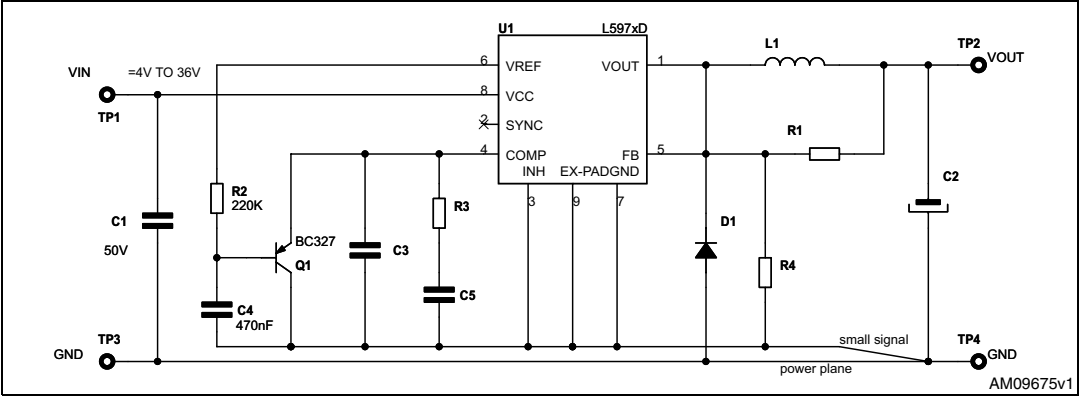 U1 L597xD
L1
TP2
VIN =4V TO 36V
6 VREF VOUT 1
VOUT
8 VCC
TP1
2 SYNC
R1
4 COMP FB 5
INH EX-PADGND
3 9 7
R2
220K
R3
C2
C1
50V
BC327
Q1
C3
D1
R4
C4
470nF
C5
TP3
GND
small signal
power plane
TP4
GND
AM09675v1